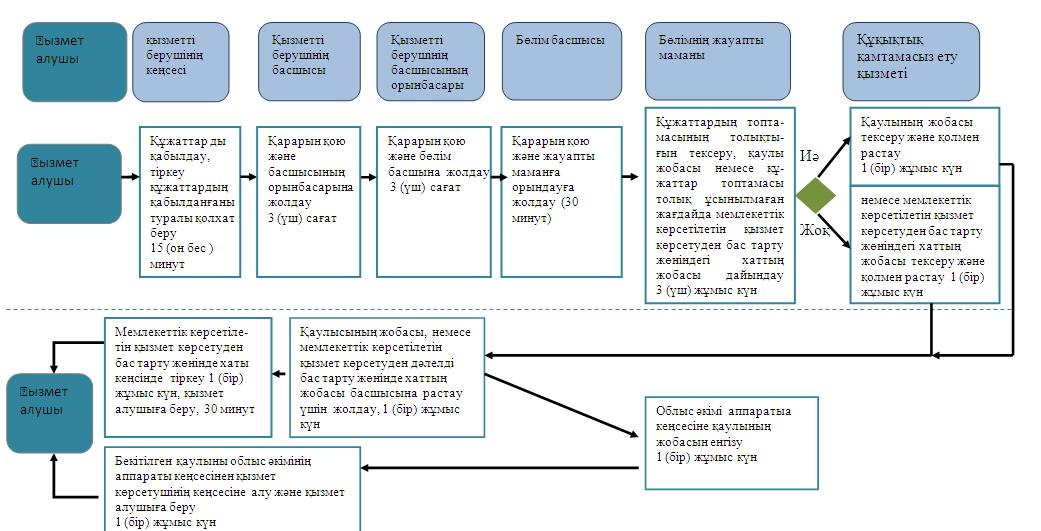 Қызмет
алушы
қызметті
берушінің
кеңсесі
Қызметті
берушінің
басшысы
Қызметті
берушінің
басшысының
орынбасары
Бөлім басшысы
Бөлімнің жауапты
маманы
Құқықтық
қамтамасыз ету
қызметі
Қызмет
алушы
Құжаттар ды
қабылдау,
тіркеу
құжаттардың
қабылданғаны
туралы қолхат
беру
15 (он бес )
минут
Қарарын қою
және
басшысының
орынбасарына
жолдау
3 (үш) сағат
Қарарын қою
және бөлім
басшына жолдау
3 (үш) сағат
Қарарын қою
және жауапты
маманға
орындауға
жолдау (30
минут)
Құжаттардың топта-
масының толықты-
ғын тексеру, қаулы
жобасы немесе құ-
жаттар топтамасы
толық ұсынылмаған
жағдайда мемлекеттік
көрсетілетін қызмет
көрсетуден бас тарту
жөніндегі хаттың
жобасы дайындау
3 (үш) жұмыс күн
Иә
Жоқ
Қаулының жобасы
тексеру және қолмен
растау
1 (бір) жұмыс күн
немесе мемлекеттік
көрсетілетін қызмет
көрсетуден бас тарту
жөніндегі хаттың
жобасы тексеру және
қолмен растау 1 (бір)
жұмыс күн
Қызмет
алушы
Мемлекеттік көрсетіле-
тін қызмет көрсетуден
бас тарту жөнінде хаты
кеңсінде тіркеу 1 (бір)
жұмыс күн, қызмет
алушыға беру, 30 минут
Қаулысының жобасы, немесе
мемлекеттік көрсетілетін
қызмет көрсетуден дәлелді
бас тарту жөнінде хаттың
жобасы басшысына растау
үшін жолдау, 1 (бір) жұмыс
күн
Облыс әкімі аппаратыа
кеңсесіне қаулының
жобасын енгізу
1 (бір) жұмыс күн
Бекітілген қаулыны облыс әкімінің
аппараты кеңсесінен қызмет
көрсетушінің кеңсесіне алу және қызмет
алушыға беру
1 (бір) жұмыс күн